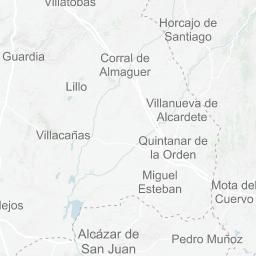 Villatobas
Horcajo de
Santiago
Guardia
Corral de
Almaguer
Lillo
Villanueva de
Alcardete
Villacañas
Quintanar de
la Orden
Miguel
Esteban
Mota del
Cuervo
Alcázar de
San Juan
Pedro Muñoz